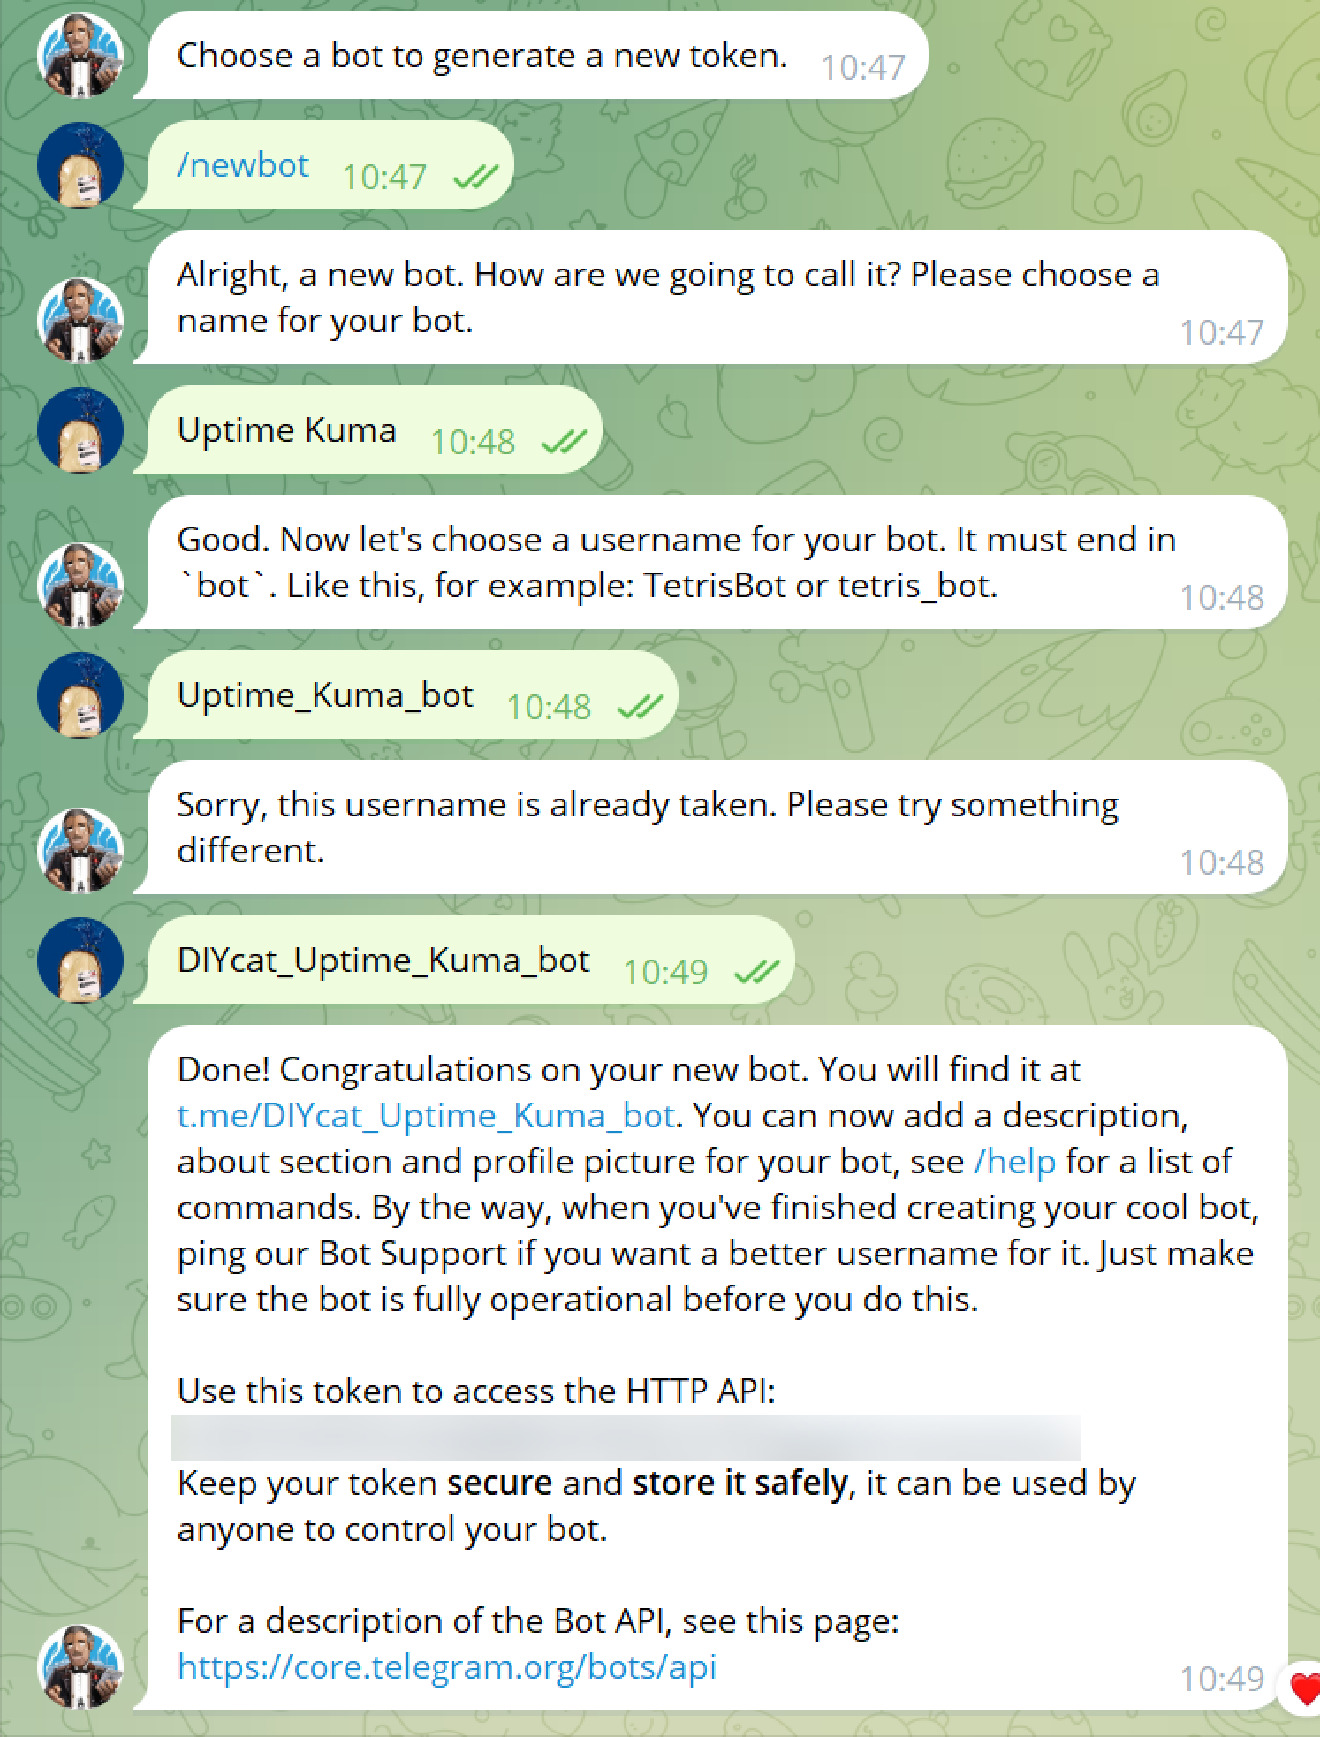 Choose a bot to generate a new token. 10:47
/newbot 10:47
Alright, a new bot. How are we going to call it? Please choose a
name for your bot. 10:47
Uptime Kuma 10:48
Good. Now let's choose a username for your bot. It must end in
`bot`. Like this, for example: TetrisBot or tetris_bot. 10:48
Uptime_Kuma_bot 10:48
Sorry, this username is already taken. Please try something
different. 10:48
DIYcat_Uptime_Kuma_bot 10:49
Done! Congratulations on your new bot. You will find it at
t.me/DIYcat_Uptime_Kuma_bot. You can now add a description,
about section and profile picture for your bot, see /help for a list of
commands. By the way, when you've finished creating your cool bot,
ping our Bot Support if you want a better username for it. Just make
sure the bot is fully operational before you do this.
Use this token to access the HTTP API:
Keep your token secure and store it safely, it can be used by
anyone to control your bot.
For a description of the Bot API, see this page:
https://core.telegram.org/bots/api 10:49